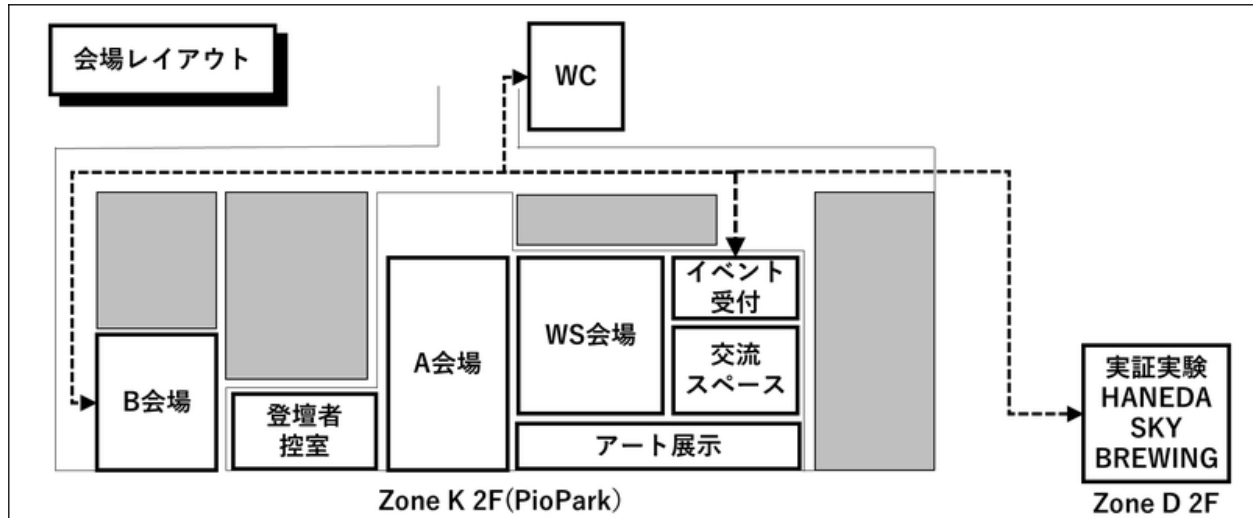 会場レイアウト
WC
イベント
受付
WS会場
A会場
交流
スペース
B会場
登壇者
控室
アート展示
実証実験
HANEDA
SKY
BREWING
Zone K 2F(PioPark)
Zone D 2F